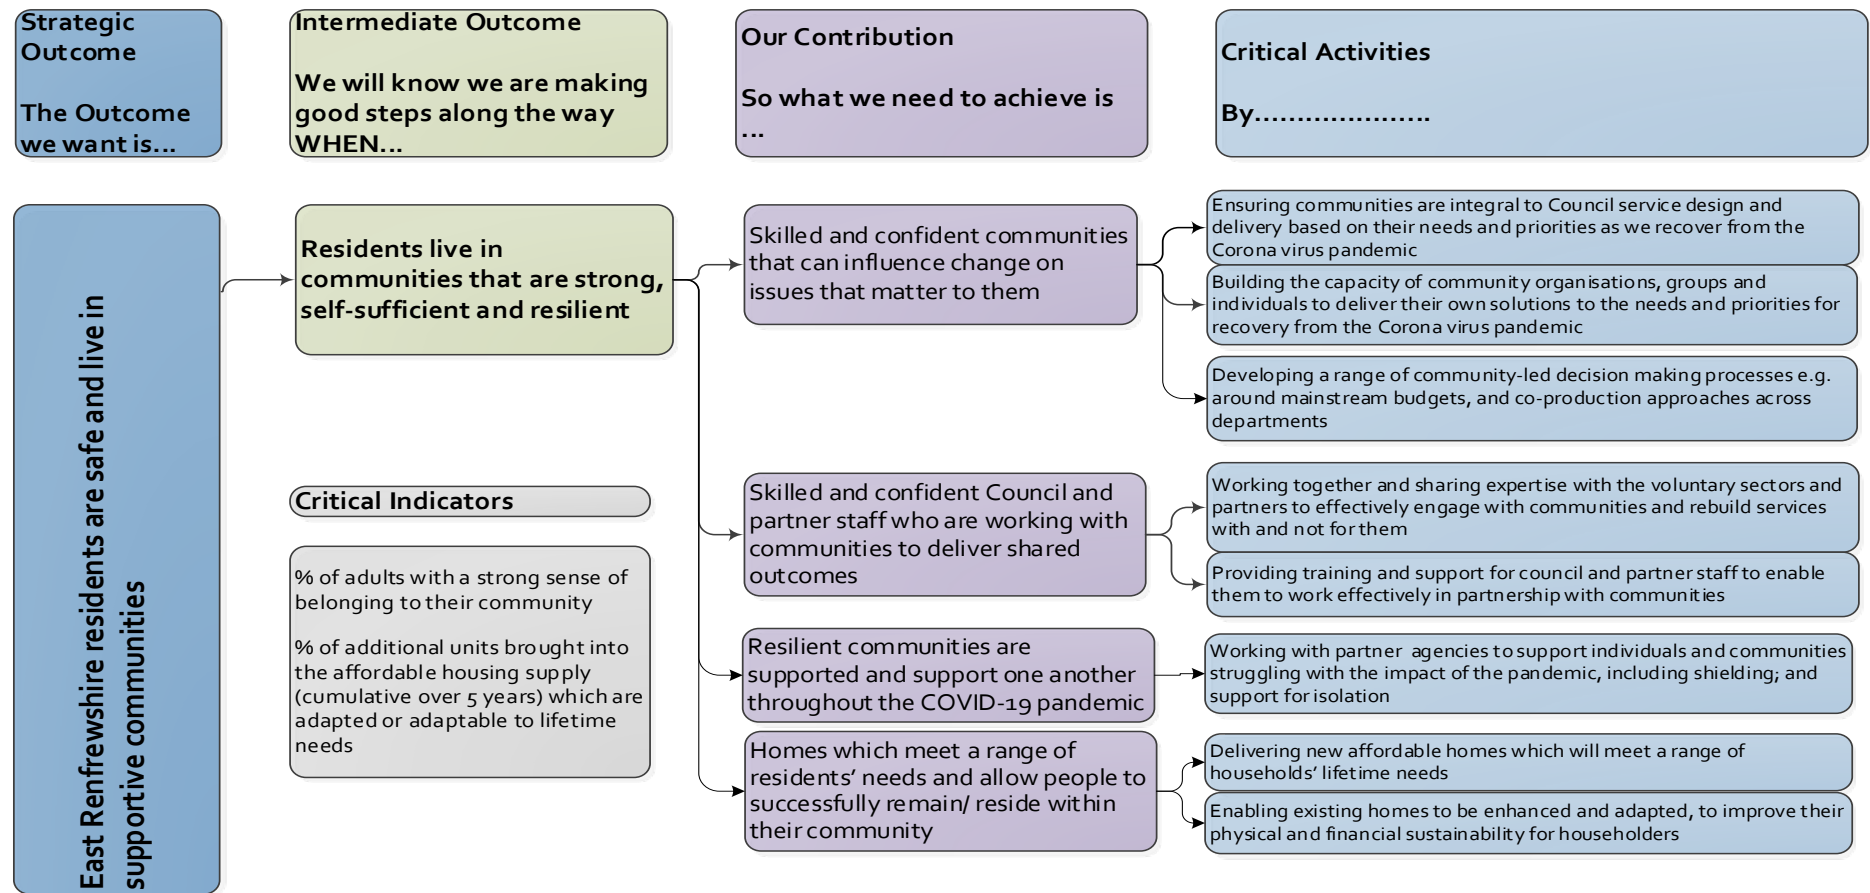 Strategic
Outcome
The Outcome
we want is...
Intermediate Outcome
We will know we are making
good steps along the way
WHEN...
Our Contribution
So what we need to achieve is
...
Critical Activities
By.....................
East Renfrewshire residents are safe and live in
supportive communities
Residents live in
communities that are strong,
self-sufficient and resilient
Critical Indicators
% of adults with a strong sense of
belonging to their community
% of additional units brought into
the affordable housing supply
(cumulative over 5 years) which are
adapted or adaptable to lifetime
needs
Skilled and confident communities
that can influence change on
issues that matter to them
Ensuring communities are integral to Council service design and
delivery based on their needs and priorities as we recover from the
Corona virus pandemic
Building the capacity of community organisations, groups and
individuals to deliver their own solutions to the needs and priorities for
recovery from the Corona virus pandemic
Developing a range of community-led decision making processes e.g.
around mainstream budgets, and co-production approaches across
departments
Skilled and confident Council and
partner staff who are working with
communities to deliver shared
outcomes
Working together and sharing expertise with the voluntary sectors and
partners to effectively engage with communities and rebuild services
with and not for them
Providing training and support for council and partner staff to enable
them to work effectively in partnership with communities
Resilient communities are
supported and support one another
throughout the COVID-19 pandemic
Working with partner agencies to support individuals and communities
struggling with the impact of the pandemic, including shielding; and
support for isolation
Homes which meet a range of
residents' needs and allow people to
successfully remain/ reside within
their community
Delivering new affordable homes which will meet a range of
households' lifetime needs
Enabling existing homes to be enhanced and adapted, to improve their
physical and financial sustainability for householders